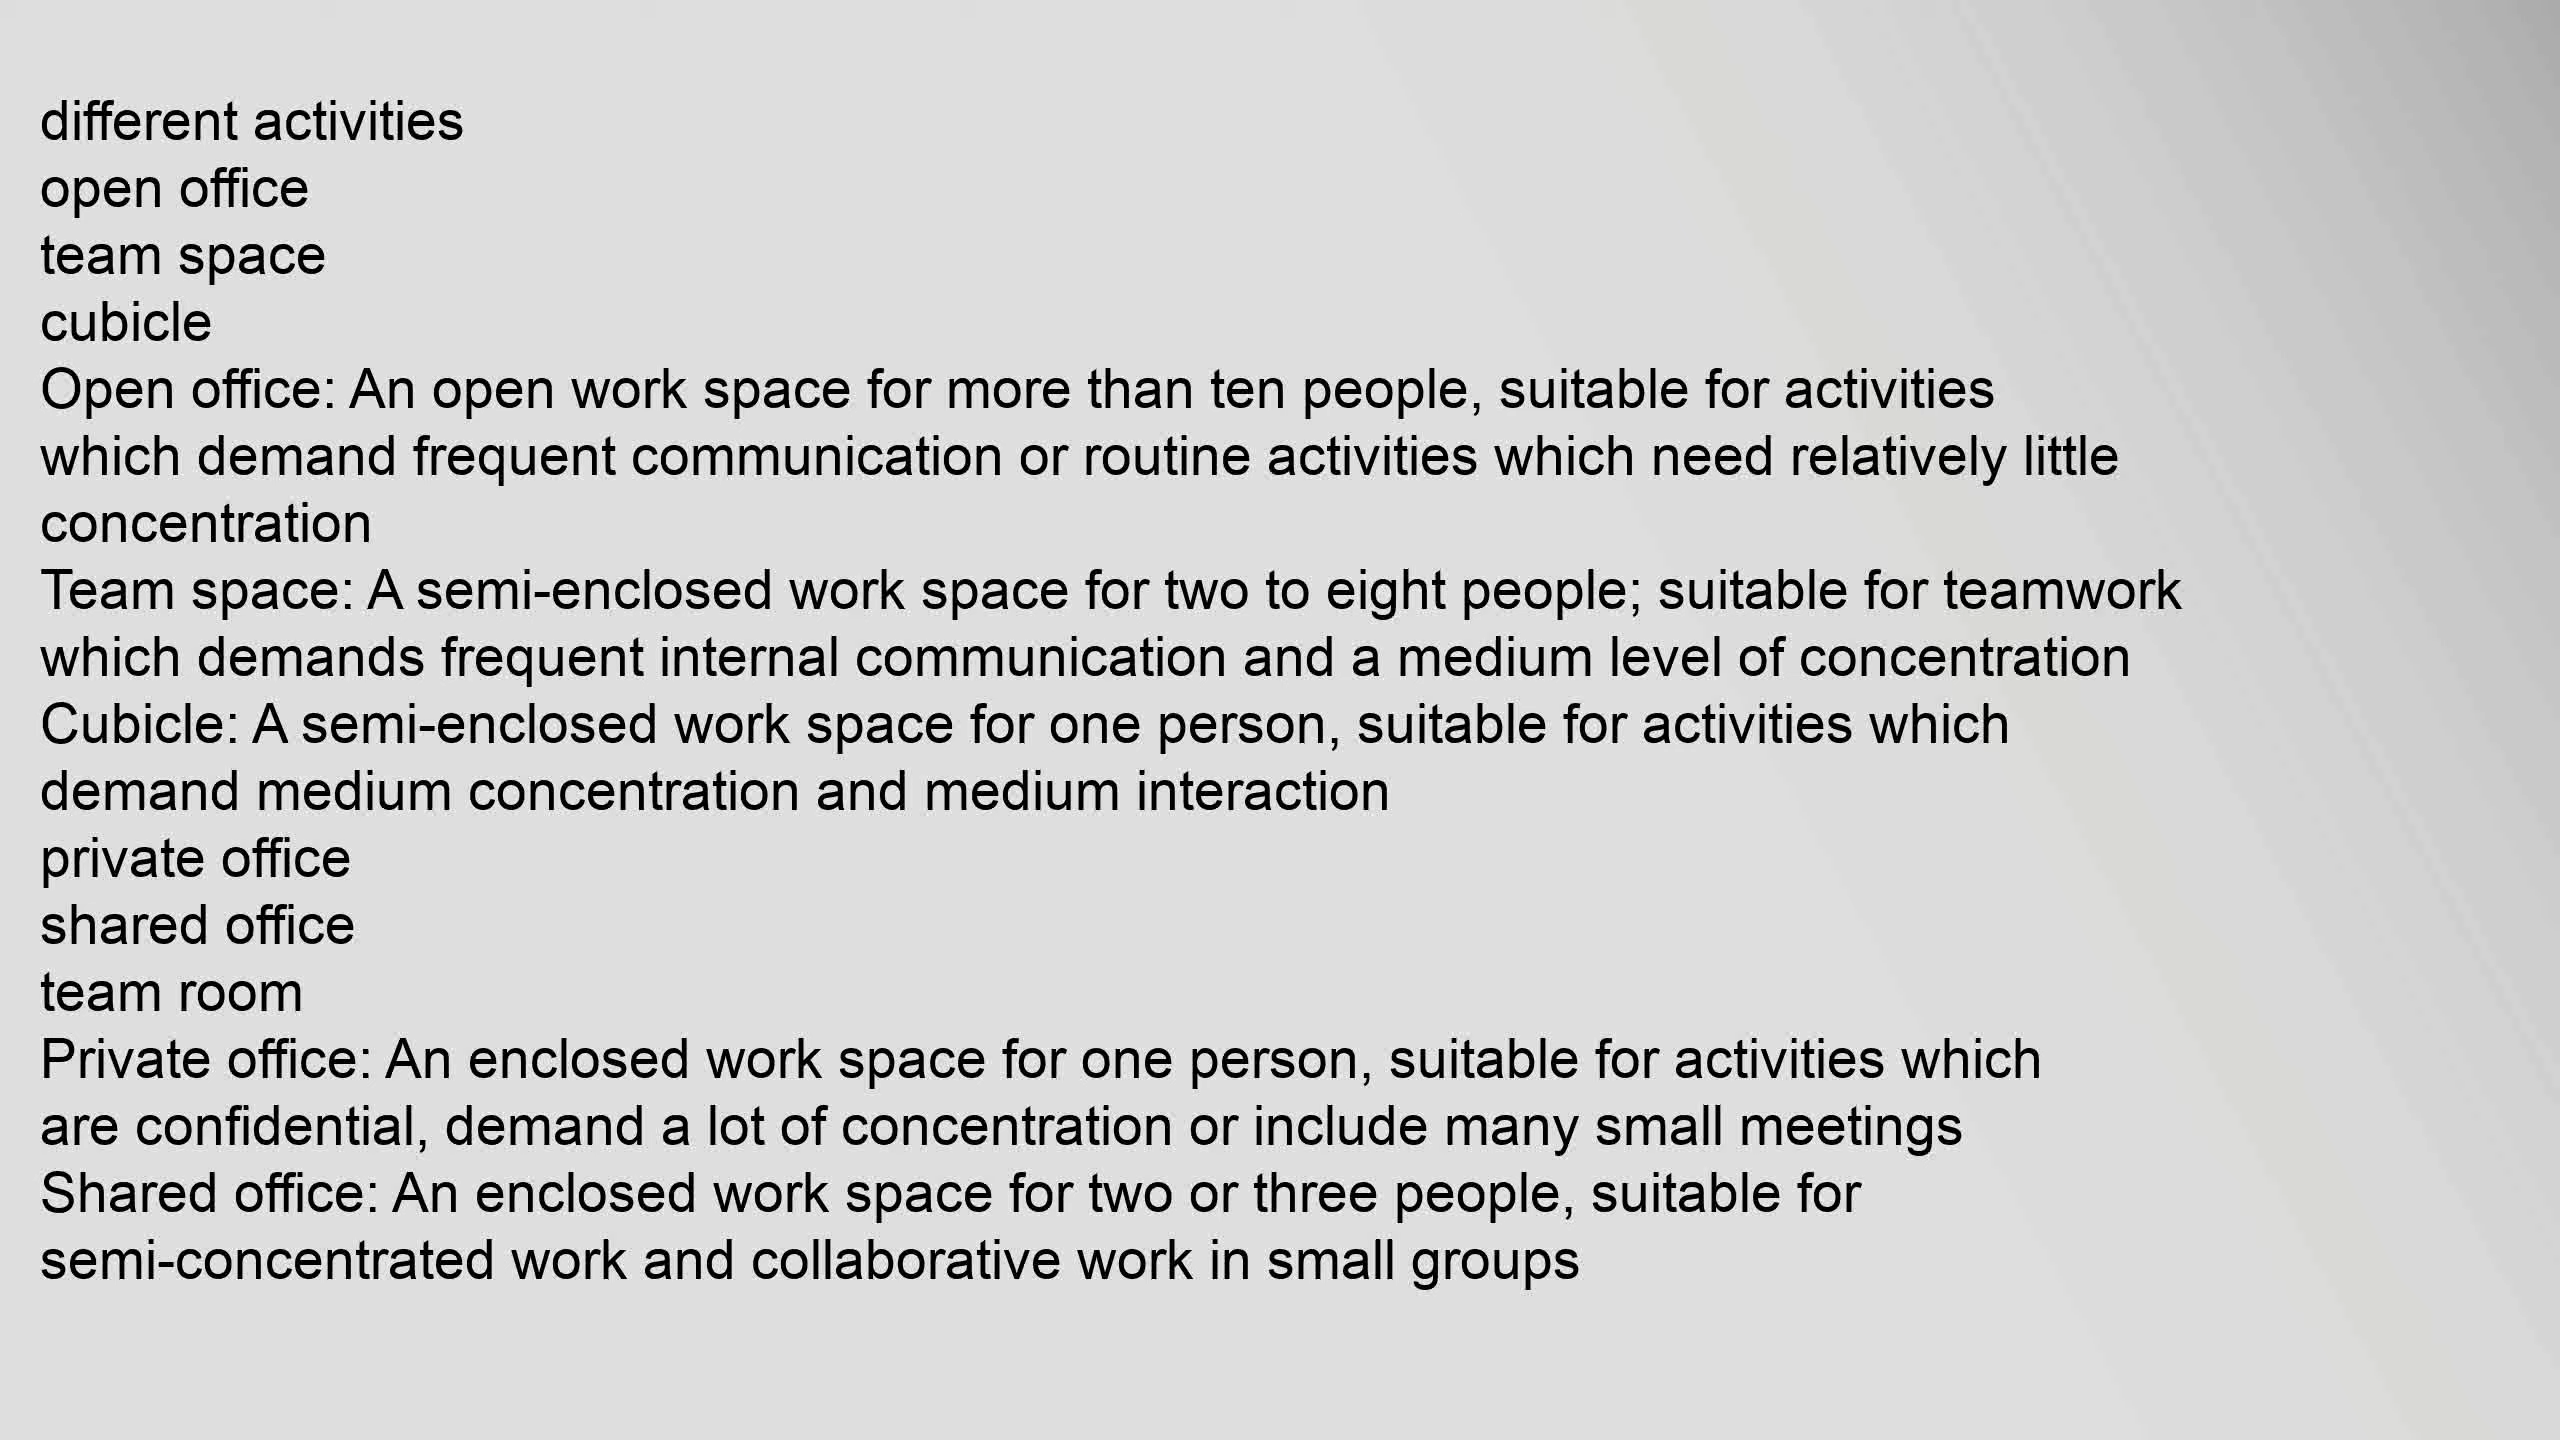 different activities
open office
team space
cubicle
Open office: An open work space for more than ten people, suitable for activities
which demand frequent communication or routine activities which need relatively little
concentration
Team space: A semi-enclosed work space for two to eight people; suitable for teamwork
which demands frequent internal communication and a medium level of concentration
Cubicle: A semi-enclosed work space for one person, suitable for activities which
demand medium concentration and medium interaction
private office
shared office
team room
Private office: An enclosed work space for one person, suitable for activities which
are confidential, demand a lot of concentration or include many small meetings
Shared office: An enclosed work space for two or three people, suitable for
semi-concentrated work and collaborative work in small groups